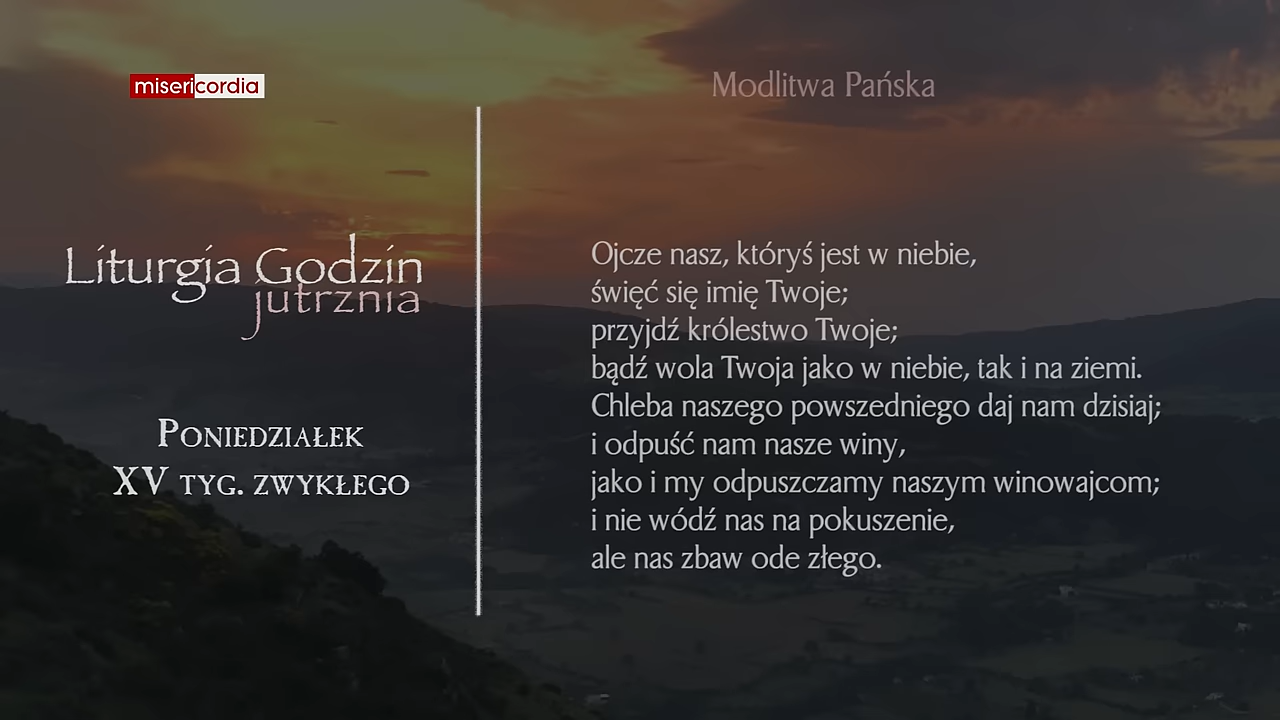 misericordia
Liturgia Godzin
jutrznia
Poniedziałek
XV tyg. zwykłego
Modlitwa Pańska
Ojcze nasz, któryś jest w niebie,
święć się imię Twoje;
przyjdź królestwo Twoje;
bądź wola Twoja jako w niebie, tak i na ziemi.
Chleba naszego powszedniego daj nam dzisiaj;
i odpuść nam nasze winy,
jako i my odpuszczamy naszym winowajcom;
i nie wódź nas na pokuszenie,
ale nas zbaw ode złego.